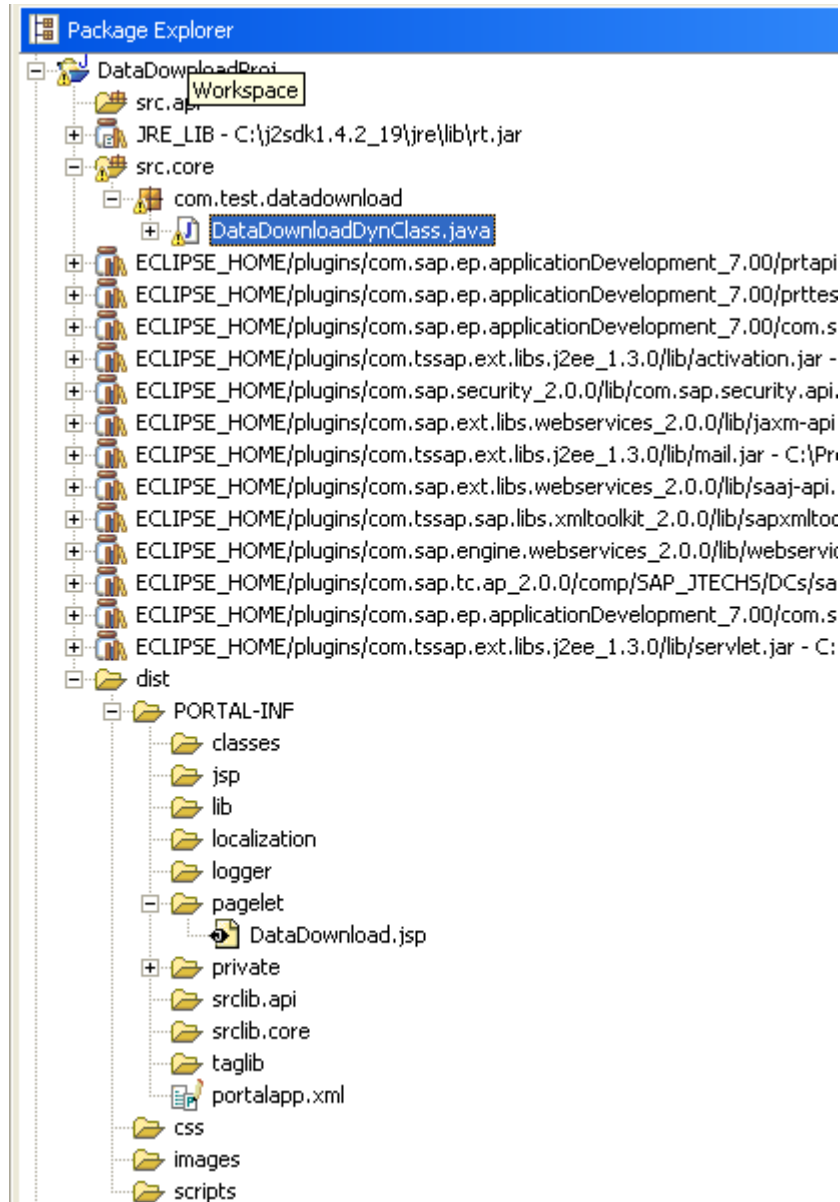 Package Explorer
DataDownloadProj
Workspace
src.api
JRE_LIB - C:\j2sdk1.4.2_19\jre\lib\rt.jar
src.core
com.test.datadownload
DataDownloadDynClass.java
ECLIPSE_HOME/plugins/com.sap.ep.applicationDevelopment_7.00/prtapi
ECLIPSE_HOME/plugins/com.sap.ep.applicationDevelopment_7.00/prttes
ECLIPSE_HOME/plugins/com.sap.ep.applicationDevelopment_7.00/com.s
ECLIPSE_HOME/plugins/com.tssap.ext.libs.j2ee_1.3.0/lib/activation.jar -
ECLIPSE_HOME/plugins/com.sap.security_2.0.0/lib/com.sap.security.api.
ECLIPSE_HOME/plugins/com.sap.ext.libs.webservices_2.0.0/lib/jaxm-api
ECLIPSE_HOME/plugins/com.tssap.ext.libs.j2ee_1.3.0/lib/mail.jar - C:\Pr
ECLIPSE_HOME/plugins/com.sap.ext.libs.webservices_2.0.0/lib/saaj-api.
ECLIPSE_HOME/plugins/com.tssap.sap.libs.xmltoolkit_2.0.0/lib/sapxmltoo
ECLIPSE_HOME/plugins/com.sap.engine.webservices_2.0.0/lib/webservic
ECLIPSE_HOME/plugins/com.sap.tc.ap_2.0.0/comp/SAP_JTECHS/DCs/sa
ECLIPSE_HOME/plugins/com.sap.ep.applicationDevelopment_7.00/com.s
ECLIPSE_HOME/plugins/com.tssap.ext.libs.j2ee_1.3.0/lib/servlet.jar - C:
dist
PORTAL-INF
classes
jsp
lib
localization
logger
pagelet
DataDownload.jsp
private
srclib.api
srclib.core
taglib
portalapp.xml
css
images
scripts